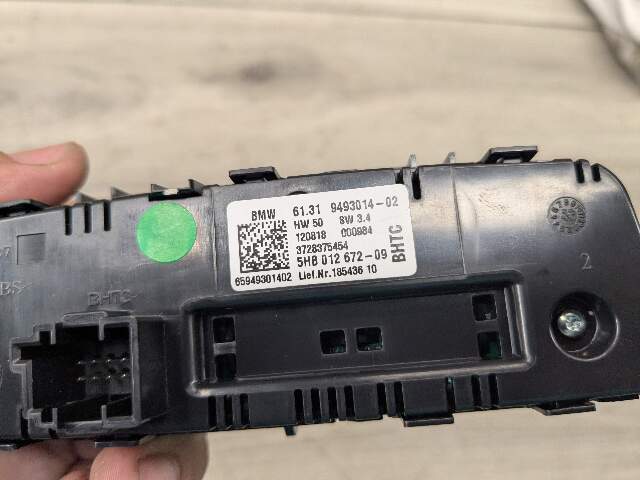 BMW 61.31 9493014-02
HW 50 SW 3.4
120818 000984
3728375454
5HB 012 672-09
BHTC
65949301402 Lief.Nr.185436 10
BHTC
2